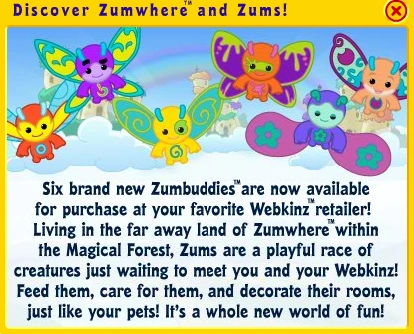 Discover Zumwhere™ and Zums!
Six brand new Zumbuddies™ are now available
for purchase at your favorite Webkinz™ retailer!
Living in the far away land of Zumwhere™ within
the Magical Forest, Zums are a playful race of
creatures just waiting to meet you and your Webkinz!
Feed them, care for them, and decorate their rooms,
just like your pets! It's a whole new world of fun!